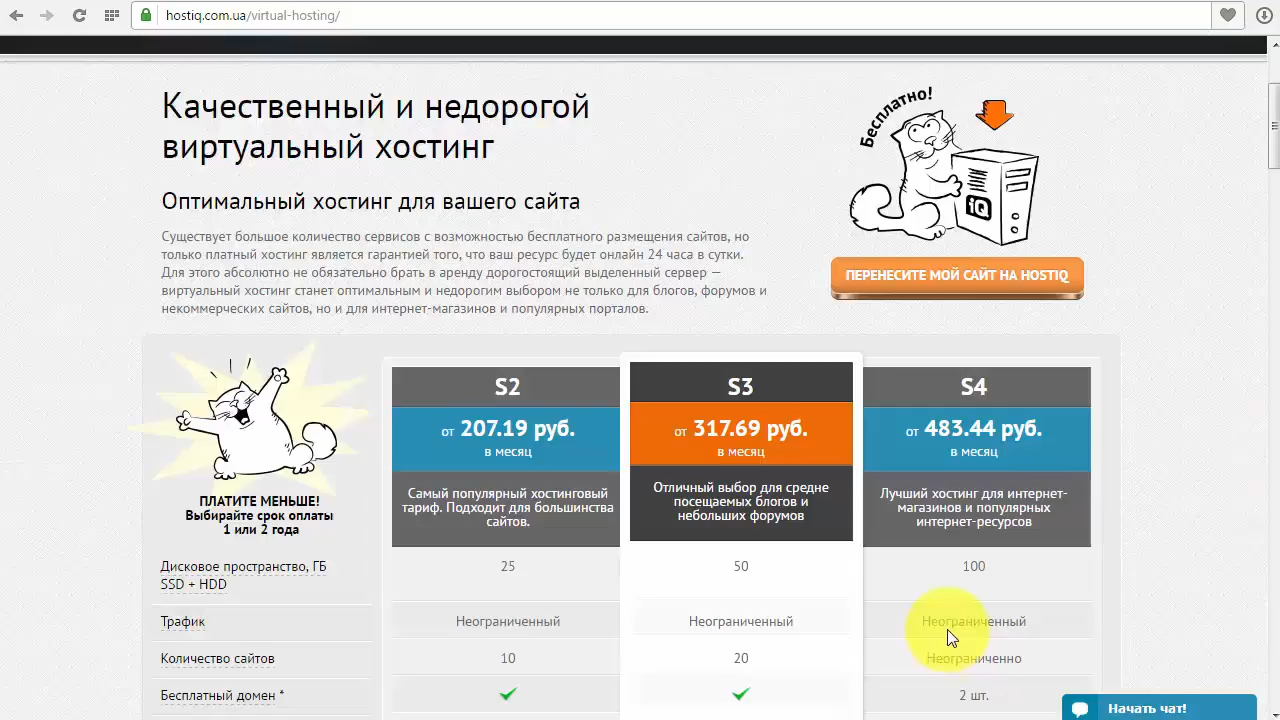 hostiq.com.ua/virtual-hosting/
Качественный и недорогой
виртуальный хостинг
Бесплатно!
iQ
Оптимальный хостинг для вашего сайта
Существует большое количество сервисов с возможностью бесплатного размещения сайтов, но
только платный хостинг является гарантией того, что ваш ресурс будет онлайн 24 часа в сутки.
Для этого абсолютно не обязательно брать в аренду дорогостоящий выделенный сервер —
виртуальный хостинг станет оптимальным и недорогим выбором не только для блогов, форумов и
некоммерческих сайтов, но и для интернет-магазинов и популярных порталов.
ПЕРЕНЕСИТЕ МОЙ САЙТ НА HOSTIQ
ПЛАТИТЕ МЕНЬШЕ!
Выбирайте срок оплаты
1 или 2 года
S2
от 207.19 руб.
в месяц
Самый популярный хостинговый
тариф. Подходит для большинства
сайтов.
S3
от 317.69 руб.
в месяц
Отличный выбор для средне
посещаемых блогов и
небольших форумов
S4
от 483.44 руб.
в месяц
Лучший хостинг для интернет-
магазинов и популярных
интернет-ресурсов
Дисковое пространство, ГБ
SSD + HDD
25 50 100
Трафик Неограниченный Неограниченный Неограниченный
Количество сайтов 10 20 Неограниченно
Бесплатный домен * 2 шт.
Начать чат!